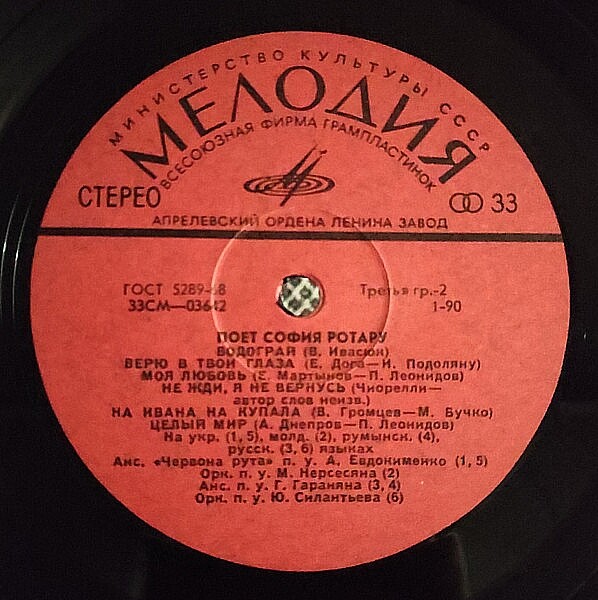 МИНИСТЕРСТВО КУЛЬТУРЫ СССР
МЕЛОДИЯ
ВСЕСОЮЗНАЯ ФИРМА ГРАМПЛАСТИНОК
СТЕРЕО 33
АПРЕЛЕВСКИЙ ОРДЕНА ЛЕНИНА ЗАВОД
ГОСТ 5289-68 Третья гр.-2
33СМ—03642 1-90
ПОЕТ СОФИЯ РОТАРУ
ВОДОГРАЙ (В. Ивасюк)
ВЕРЮ В ТВОИ ГЛАЗА (Е. Дога—И. Подоляну)
МОЯ ЛЮБОВЬ (Е. Мартынов—П. Леонидов)
НЕ ЖДИ, Я НЕ ВЕРНУСЬ (Чиорелли—
автор слов неизв.)
НА ИВАНА НА КУПАЛА (В. Громцев—М. Бучко)
ЦЕЛЫЙ МИР (А. Днепров—П. Леонидов)
На укр. (1, 5), молд. (2), румынск. (4),
русск. (3, 6) языках
Анс. «Червона рута» п. у. А. Евдокименко (1, 5)
Орк. п. у. М. Нерсесяна (2)
Анс. п. у. Г. Гараняна (3, 4)
Орк. п. у. Ю. Силантьева (6)